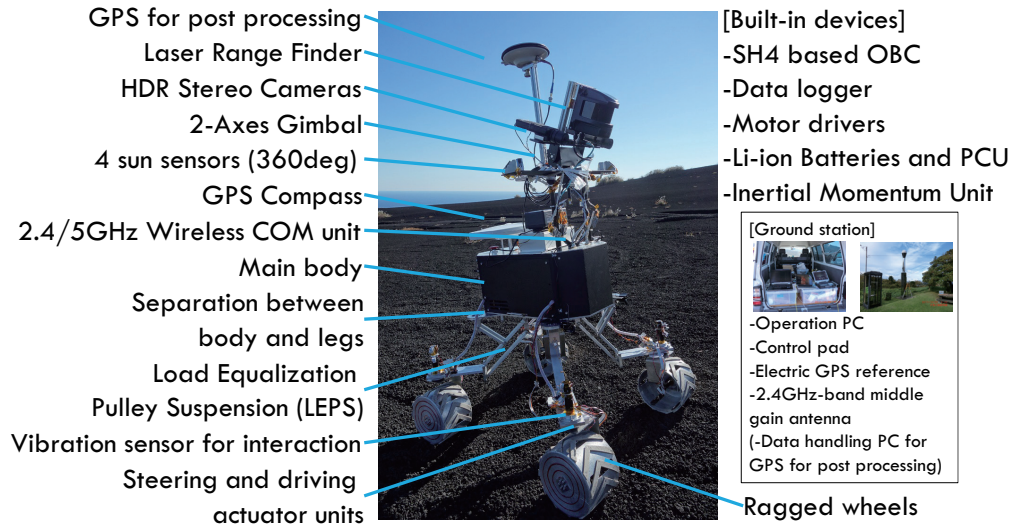 GPS for post processing
Laser Range Finder
HDR Stereo Cameras
2-Axes Gimbal
4 sun sensors (360deg)
GPS Compass
2.4/5GHz Wireless COM unit
Main body
Separation between
body and legs
Load Equalization
Pulley Suspension (LEPS)
Vibration sensor for interaction
Steering and driving
actuator units
[Built-in devices]
-SH4 based OBC
-Data logger
-Motor drivers
-Li-ion Batteries and PCU
-Inertial Momentum Unit
[Ground station]
-Operation PC
-Control pad
-Electric GPS reference
-2.4GHz-band middle
gain antenna
(-Data handling PC for
GPS for post processing)
Ragged wheels